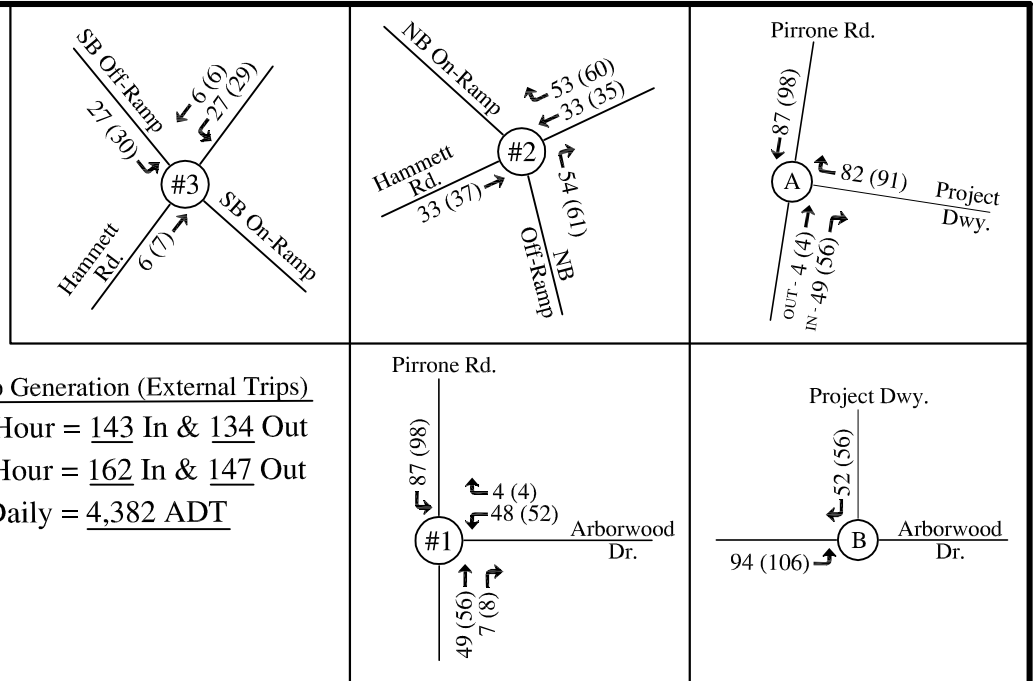 SB Off-Ramp
6 (6)
27 (29)
27 (30)
#3
SB On-Ramp
Hammett
Rd.
6 (7)
NB On-Ramp
53 (60)
33 (35)
#2
Hammett
Rd.
33 (37)
54 (61)
NB
Off-Ramp
Pirrone Rd.
87 (98)
A
82 (91)
Project
Dwy.
OUT - 4 (4)
IN - 49 (56)
Generation (External Trips)
Hour = 143 In & 134 Out
Hour = 162 In & 147 Out
Daily = 4,382 ADT
Pirrone Rd.
87 (98)
4 (4)
48 (52)
#1
Arborwood
Dr.
49 (56)
7 (8)
Project Dwy.
52 (56)
B
Arborwood
Dr.
94 (106)